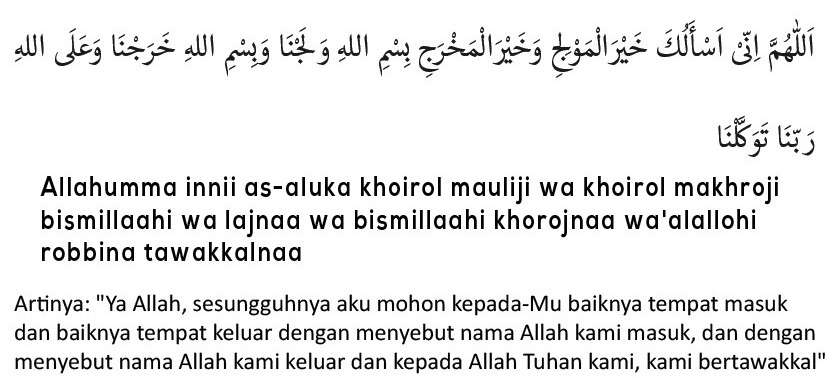 اَللّٰهُمَّ اِنِّىْ اَسْأَلُكَ خَيْرَالْمَوْلِجِ وَخَيْرَالْمَخْرَجِ بِسْمِ اللهِ وَلَجْنَا وَبِسْمِ اللهِ خَرَجْنَا وَعَلَى اللهِ
رَبِّنَا تَوَكَّلْنَا
Allahumma innii as-aluka khoirol mauliji wa khoirol makhroji
bismillaahi wa lajnaa wa bismillaahi khorojnaa wa'alallohi
robbina tawakkalnaa
Artinya: "Ya Allah, sesungguhnya aku mohon kepada-Mu baiknya tempat masuk
dan baiknya tempat keluar dengan menyebut nama Allah kami masuk, dan dengan
menyebut nama Allah kami keluar dan kepada Allah Tuhan kami, kami bertawakkal"